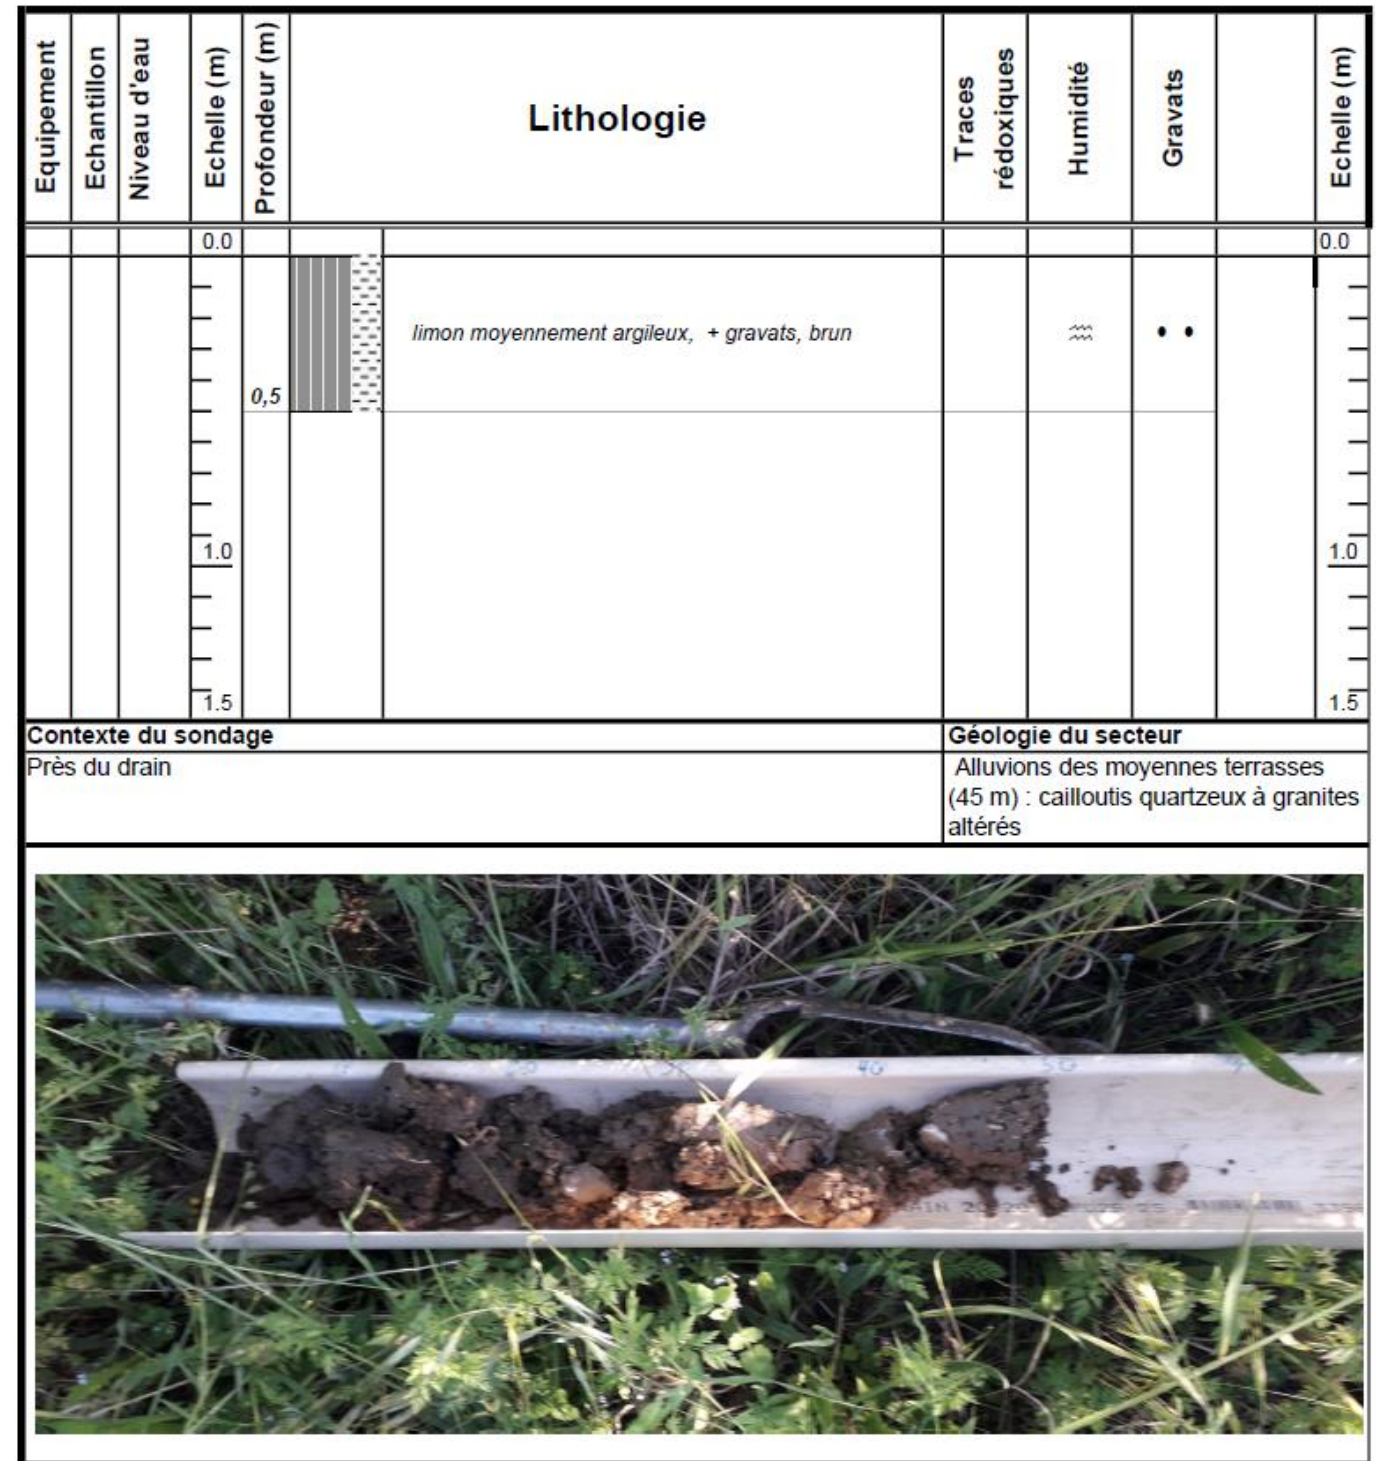 Equipement
Echantillon
Niveau d'eau
Echelle (m)
Profondeur (m)
Lithologie
Traces
rédoxiques
Humidité
Gravats
Echelle (m)
0.0
0.0
limon moyennement argileux, + gravats, brun
0,5
1.0
1.0
1.5
1.5
Contexte du sondage
Géologie du secteur
Près du drain
Alluvions des moyennes terrasses
(45 m) : cailloutis quartzeux à granites
altérés
40
50